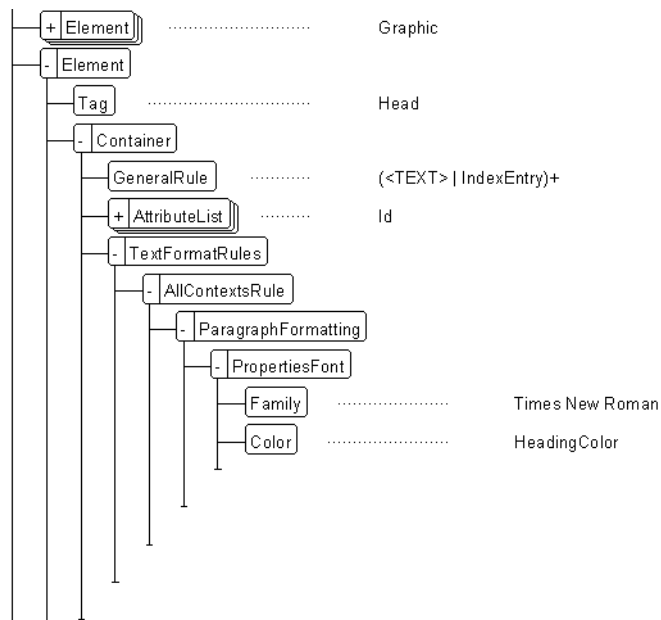 + Element Graphic
- Element
Tag Head
- Container
GeneralRule (<TEXT> | IndexEntry)+
+ AttributeList Id
- TextFormatRules
- AllContextsRule
- ParagraphFormatting
- PropertiesFont
Family Times New Roman
Color HeadingColor